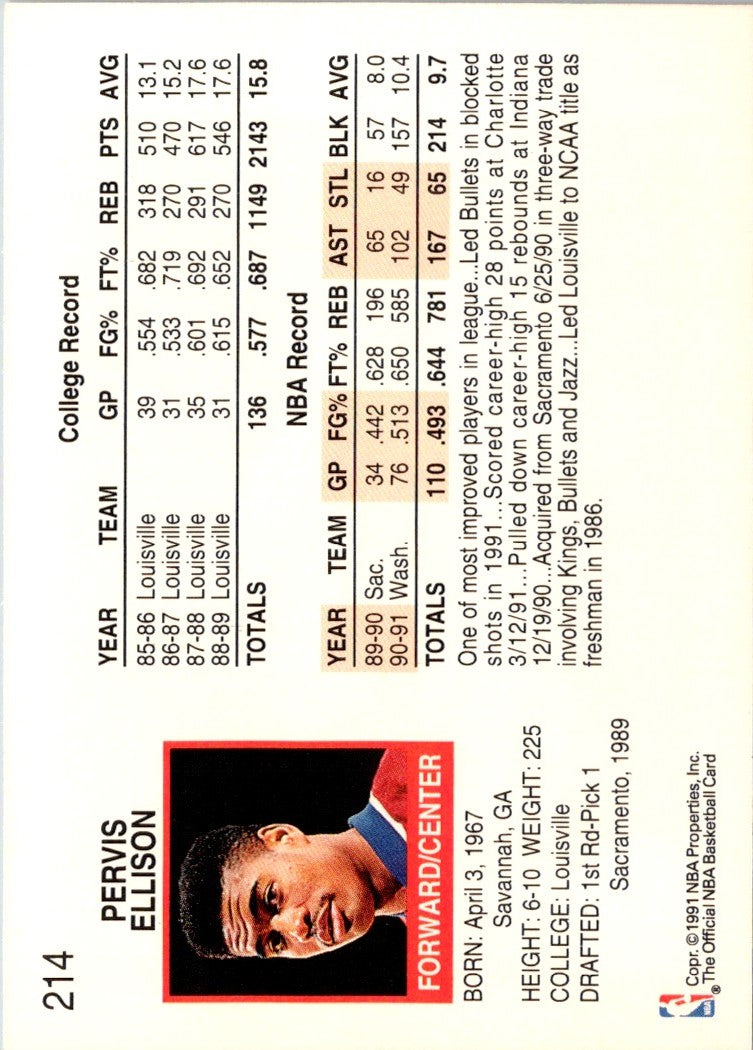 214
PERVIS
ELLISON
FORWARD/CENTER
BORN: April 3, 1967
Savannah, GA
HEIGHT: 6-10 WEIGHT: 225
COLLEGE: Louisville
DRAFTED: 1st Rd-Pick 1
Sacramento, 1989
NBA
®
Copr. ©1991 NBA Properties, Inc.
The Official NBA Basketball Card
College Record
YEAR TEAM GP FG% FT% REB PTS AVG
85-86 Louisville 39 .554 .682 318 510 13.1
86-87 Louisville 31 .533 .719 270 470 15.2
87-88 Louisville 35 .601 .692 291 617 17.6
88-89 Louisville 31 .615 .652 270 546 17.6
TOTALS 136 .577 .687 1149 2143 15.8
NBA Record
YEAR TEAM GP FG% FT% REB AST STL BLK AVG
89-90 Sac. 34 .442 .628 196 65 16 57 8.0
90-91 Wash. 76 .513 .650 585 102 49 157 10.4
TOTALS 110 .493 .644 781 167 65 214 9.7
One of most improved players in league...Led Bullets in blocked
shots in 1991...Scored career-high 28 points at Charlotte
3/12/91...Pulled down career-high 15 rebounds at Indiana
12/19/90...Acquired from Sacramento 6/25/90 in three-way trade
involving Kings, Bullets and Jazz...Led Louisville to NCAA title as
freshman in 1986.